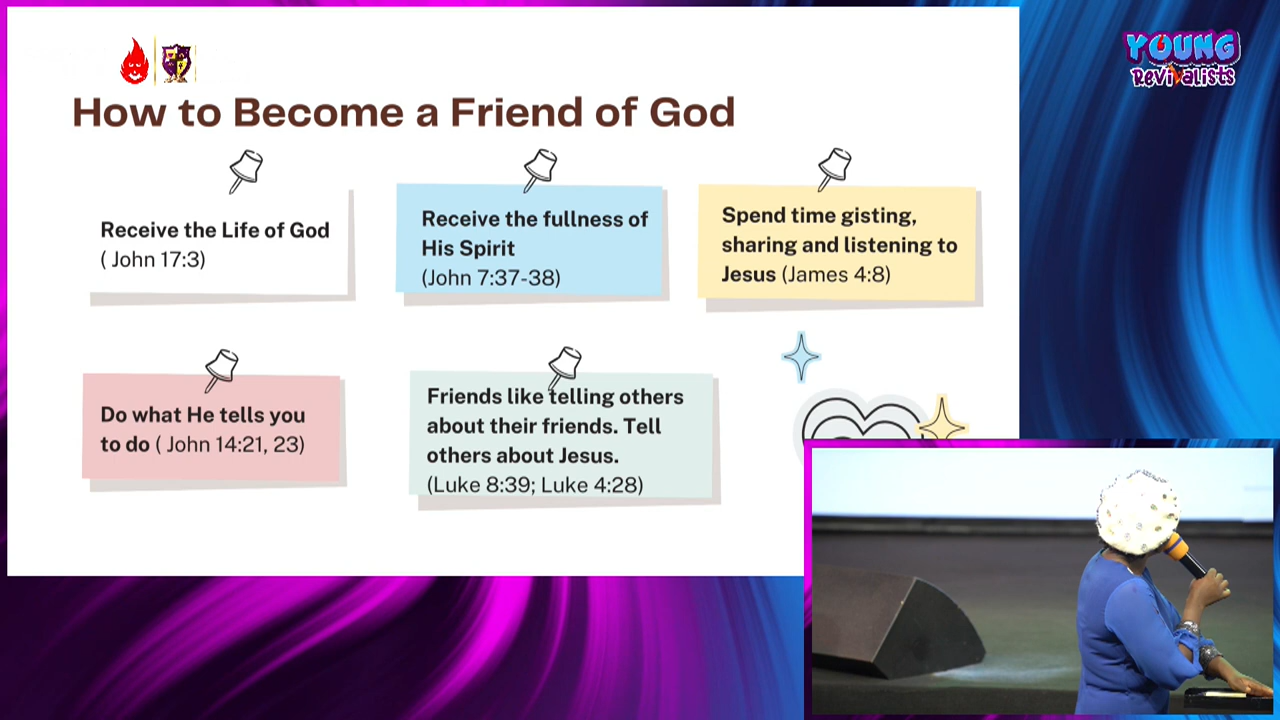 YOUNG
Revivalists
How to Become a Friend of God
Receive the Life of God
( John 17:3)
Receive the fullness of
His Spirit
(John 7:37-38)
Spend time gisting,
sharing and listening to
Jesus (James 4:8)
Do what He tells you
to do ( John 14:21, 23)
Friends like telling others
about their friends. Tell
others about Jesus.
(Luke 8:39; Luke 4:28)